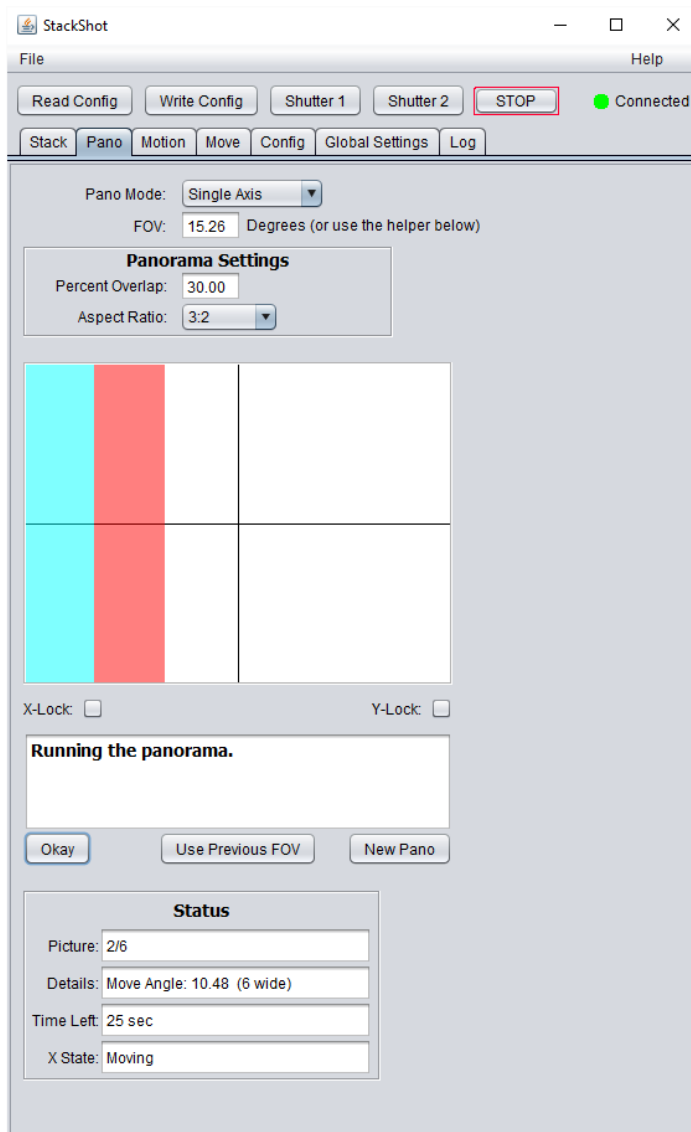 StackShot
File Help
Read Config Write Config Shutter 1 Shutter 2 STOP Connected
Stack Pano Motion Move Config Global Settings Log
Pano Mode: Single Axis
FOV: 15.26 Degrees (or use the helper below)
Panorama Settings
Percent Overlap: 30.00
Aspect Ratio: 3:2
X-Lock: Y-Lock:
Running the panorama.
Okay Use Previous FOV New Pano
Status
Picture: 2/6
Details: Move Angle: 10.48 (6 wide)
Time Left: 25 sec
X State: Moving